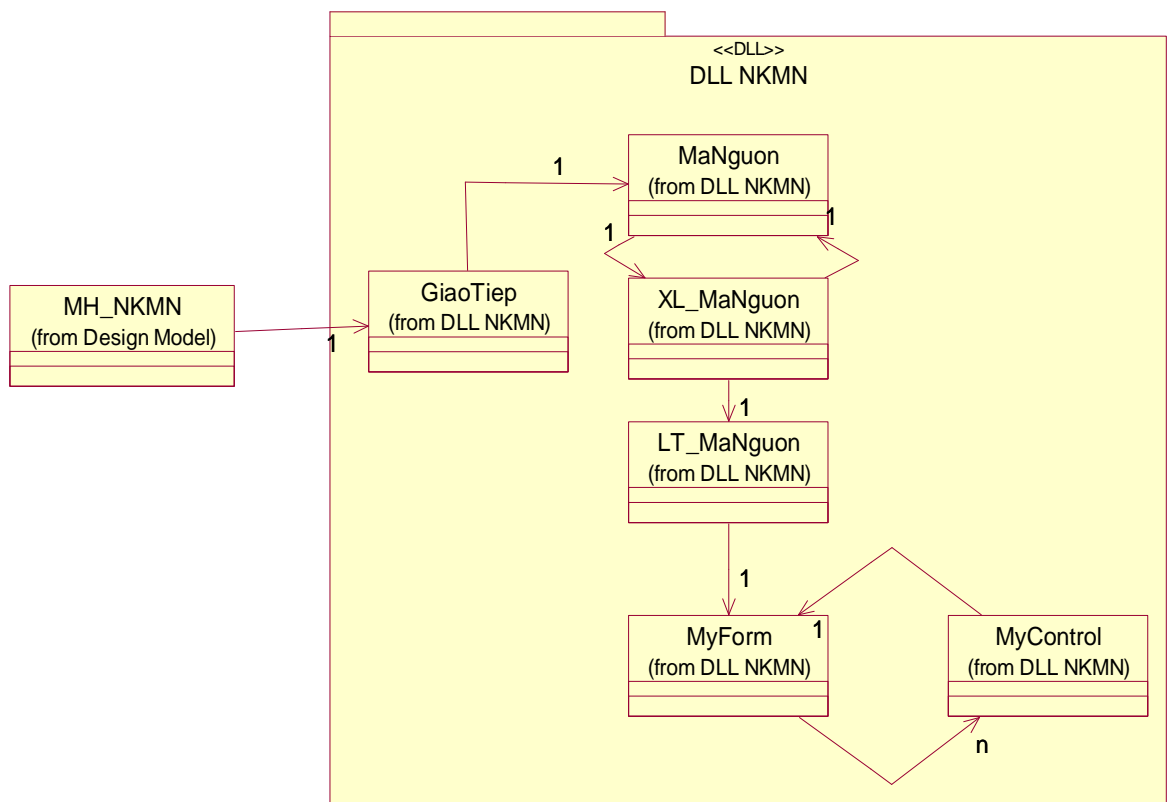 <<DLL>>
DLL NKMN
MaNguon
(from DLL NKMN)
1
1
1
GiaoTiep
(from DLL NKMN)
MH_NKMN
(from Design Model)
1
XL_MaNguon
(from DLL NKMN)
1
LT_MaNguon
(from DLL NKMN)
1
MyForm
(from DLL NKMN)
1
MyControl
(from DLL NKMN)
n